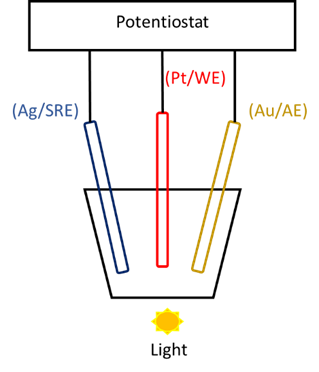 Potentiostat
(Pt/WE)
(Ag/SRE)
(Au/AE)
Light